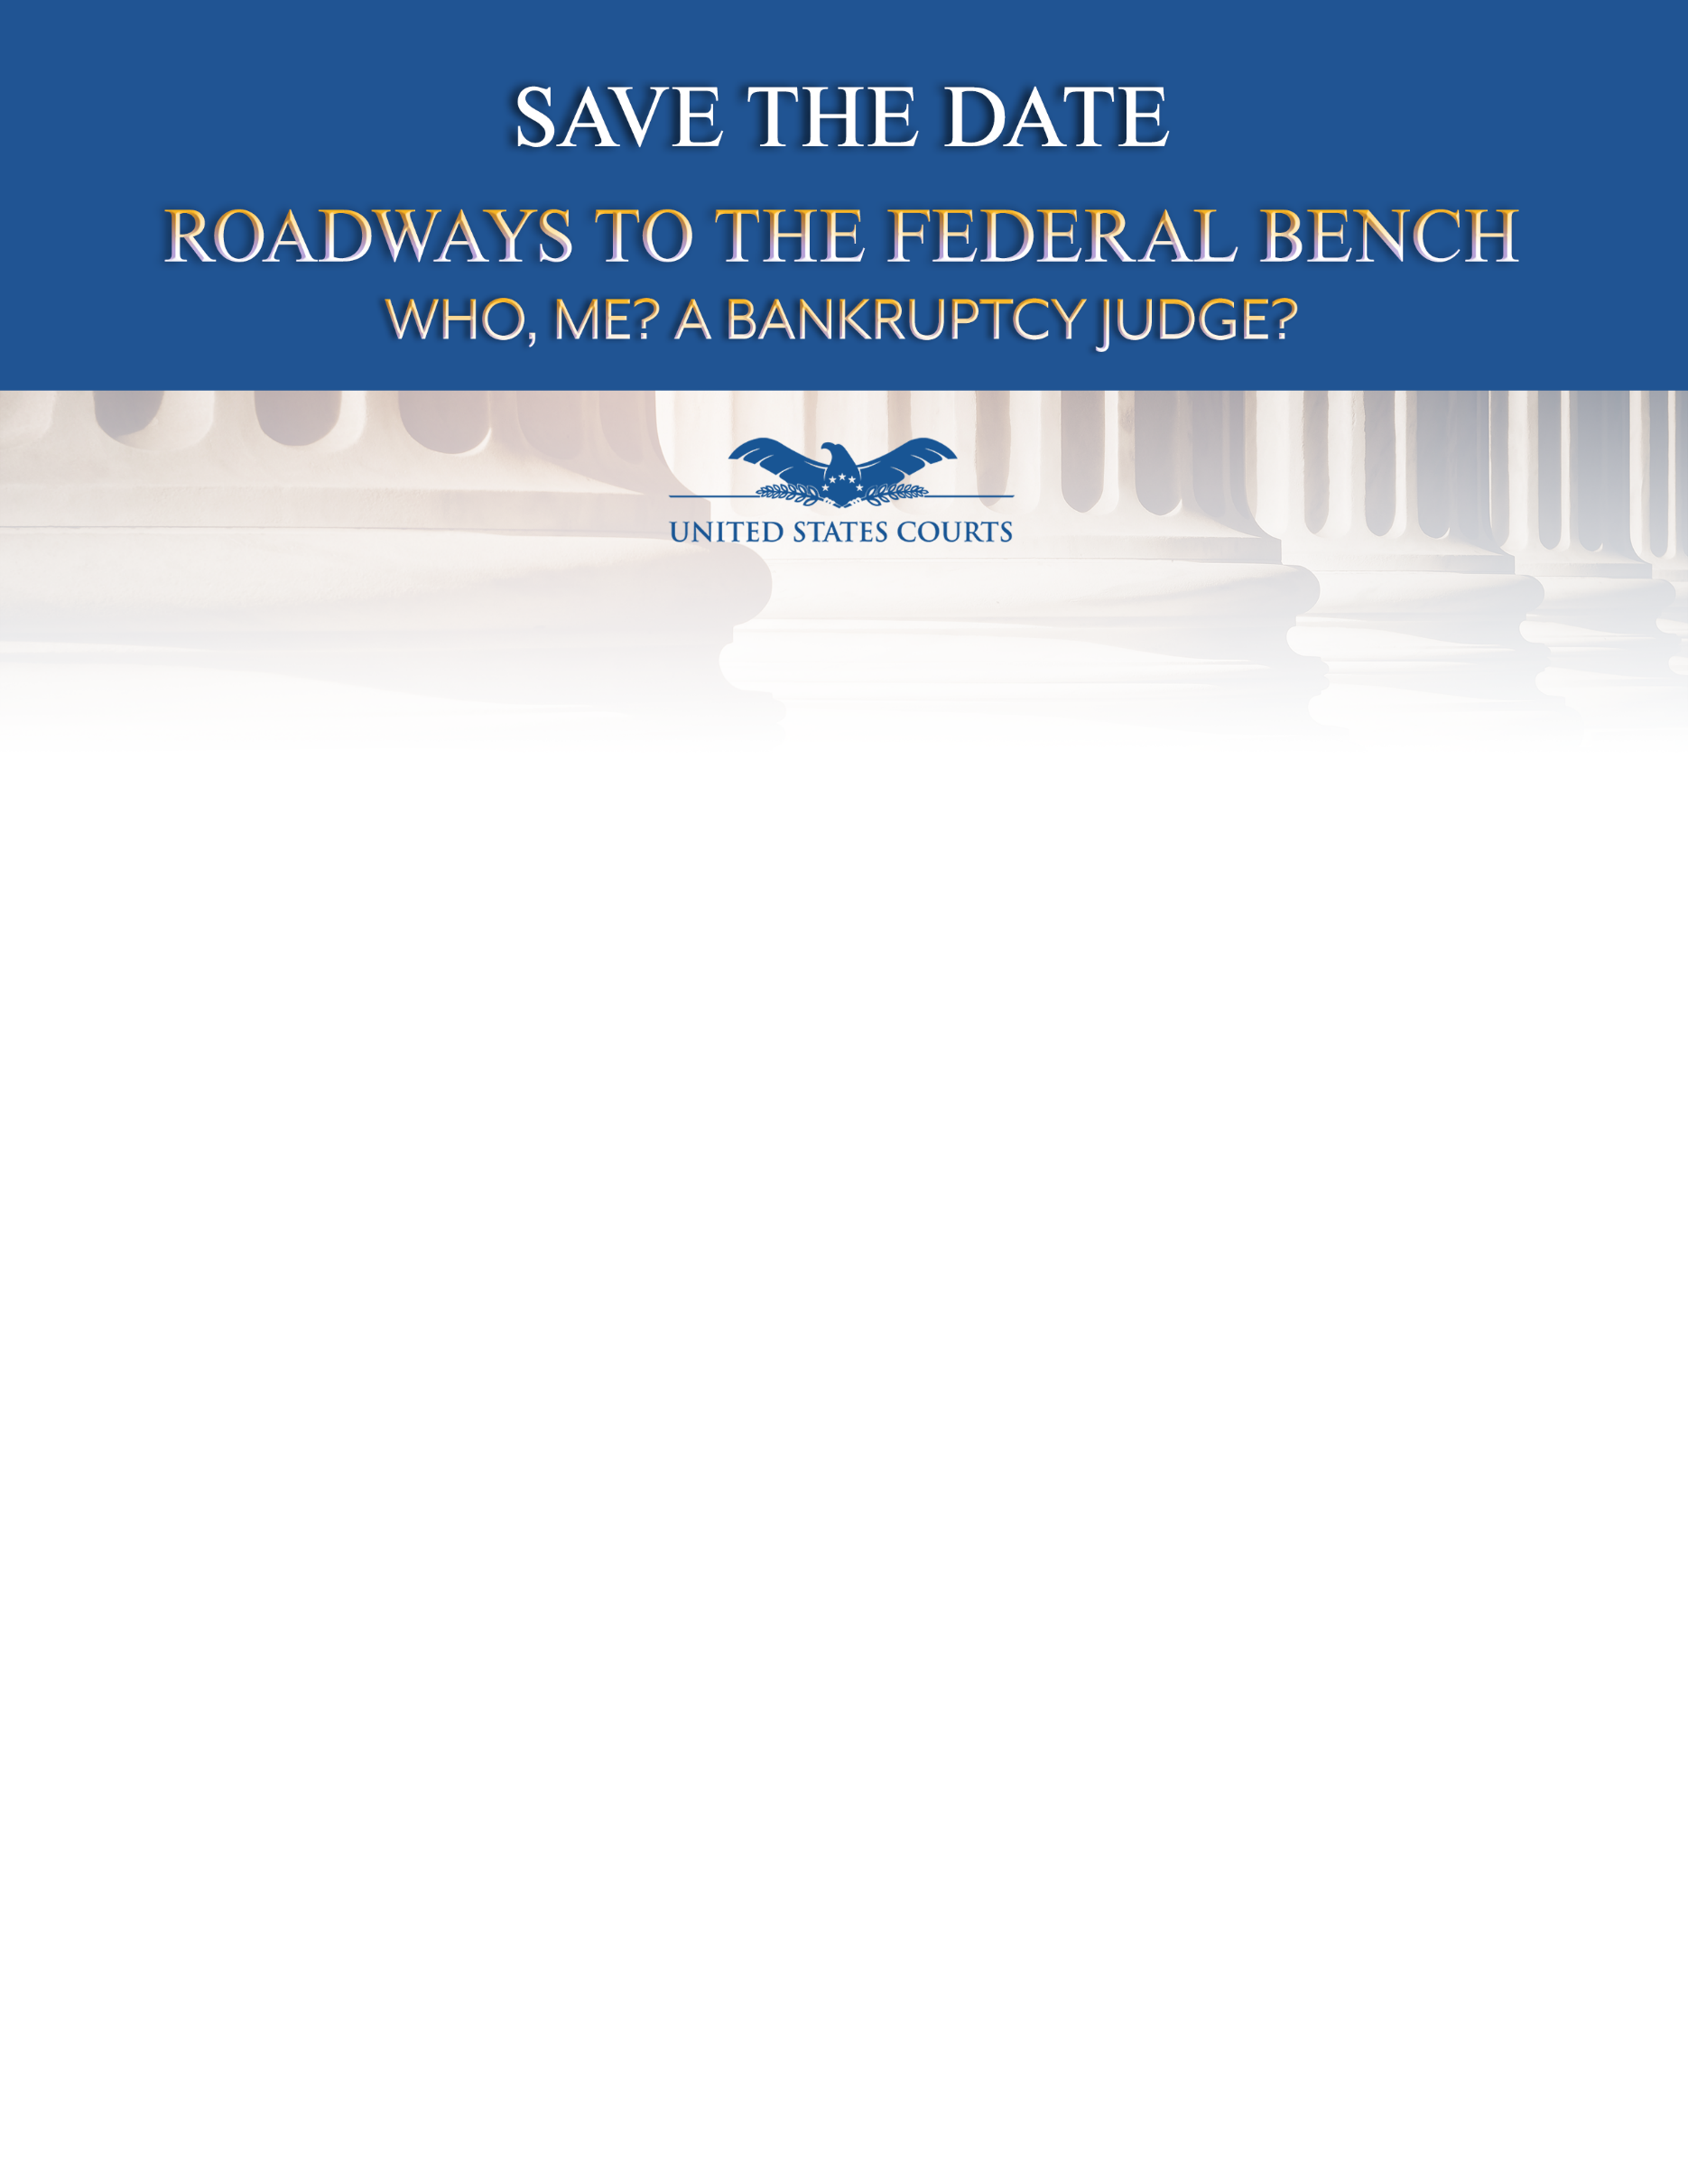 SAVE THE DATE
ROADWAYS TO THE FEDERAL BENCH
WHO, ME? A BANKRUPTCY JUDGE?
UNITED STATES COURTS